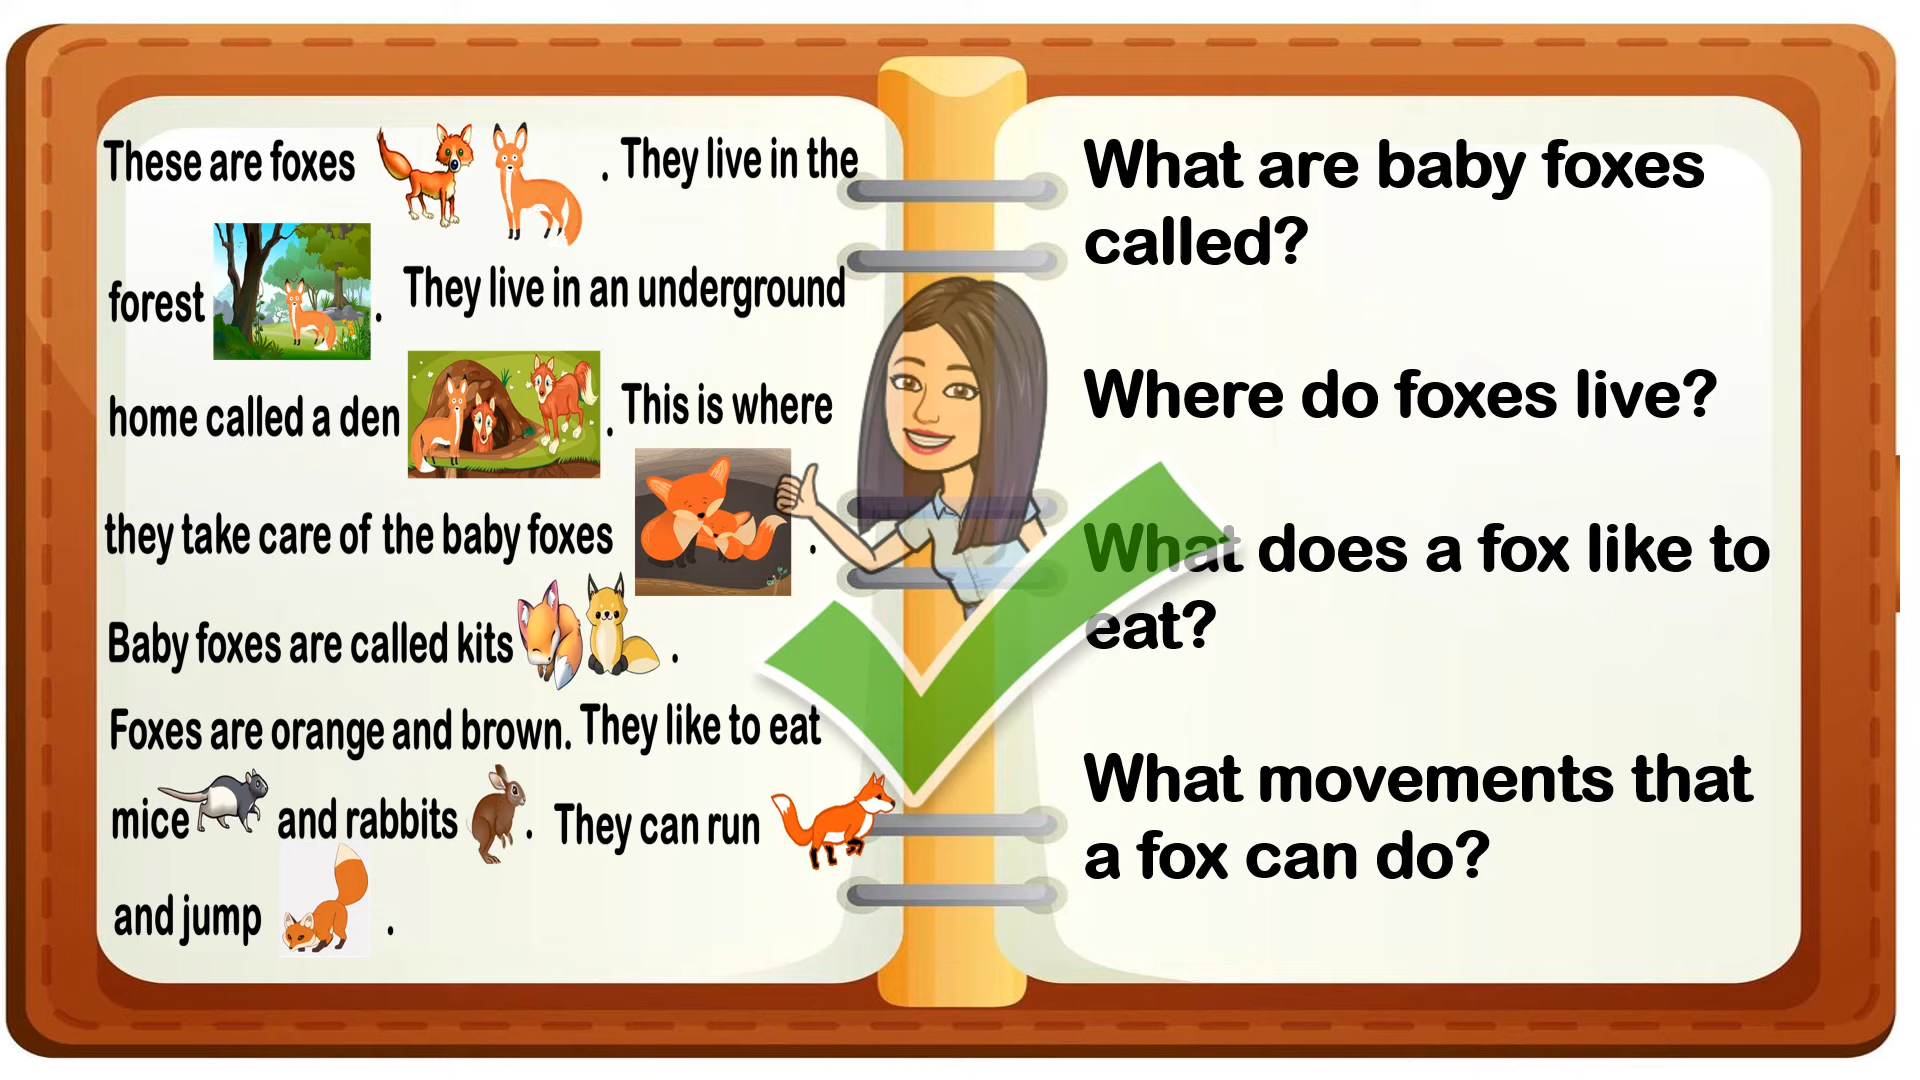 These are foxes . They live in the
forest . They live in an underground
home called a den . This is where
they take care of the baby foxes .
Baby foxes are called kits .
Foxes are orange and brown. They like to eat
mice and rabbits . They can run
and jump .
What are baby foxes
called?
Where do foxes live?
What does a fox like to
eat?
What movements that
a fox can do?